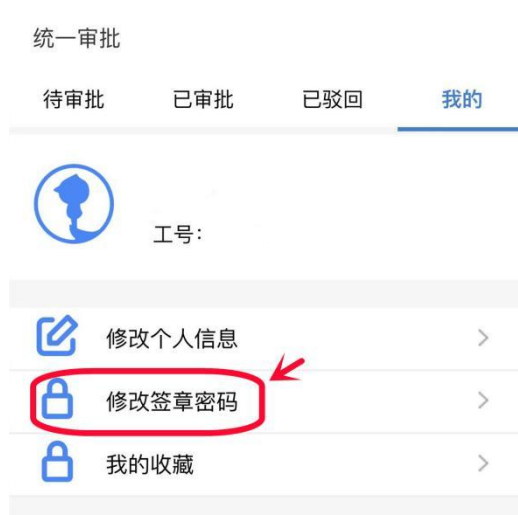 统一审批
待审批 已审批 已驳回 我的
工号:
修改个人信息
修改签章密码
我的收藏